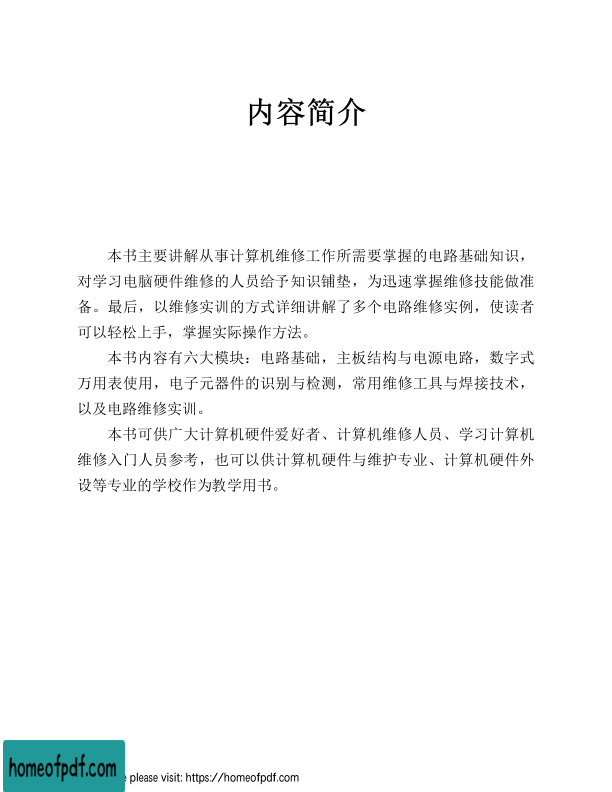 内容简介
本书主要讲解从事计算机维修工作所需要掌握的电路基础知识，
对学习电脑硬件维修的人员给予知识铺垫，为迅速掌握维修技能做准
备。最后，以维修实训的方式详细讲解了多个电路维修实例，使读者
可以轻松上手，掌握实际操作方法。
本书内容有六大模块：电路基础，主板结构与电源电路，数字式
万用表使用，电子元器件的识别与检测，常用维修工具与焊接技术，
以及电路维修实训。
本书可供广大计算机硬件爱好者、计算机维修人员、学习计算机
维修入门人员参考，也可以供计算机硬件与维护专业、计算机硬件外
设等专业的学校作为教学用书。
homeofpdf.com
e please visit: https://homeofpdf.com